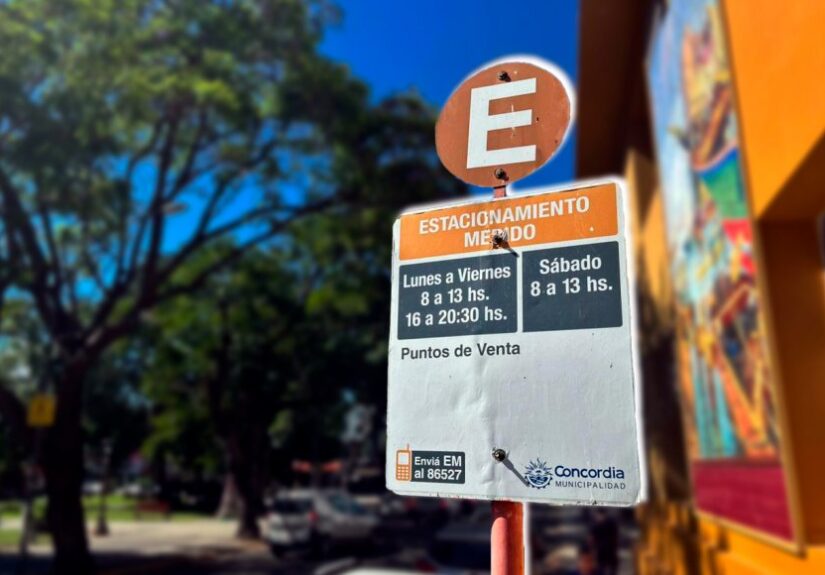 E
ESTACIONAMIENTO
MEDIDO
Lunes a Viernes
8 a 13 hs.
16 a 20:30 hs.
Sábado
8 a 13 hs.
Puntos de Venta
Enviá EM
al 86527
Concordia
MUNICIPALIDAD